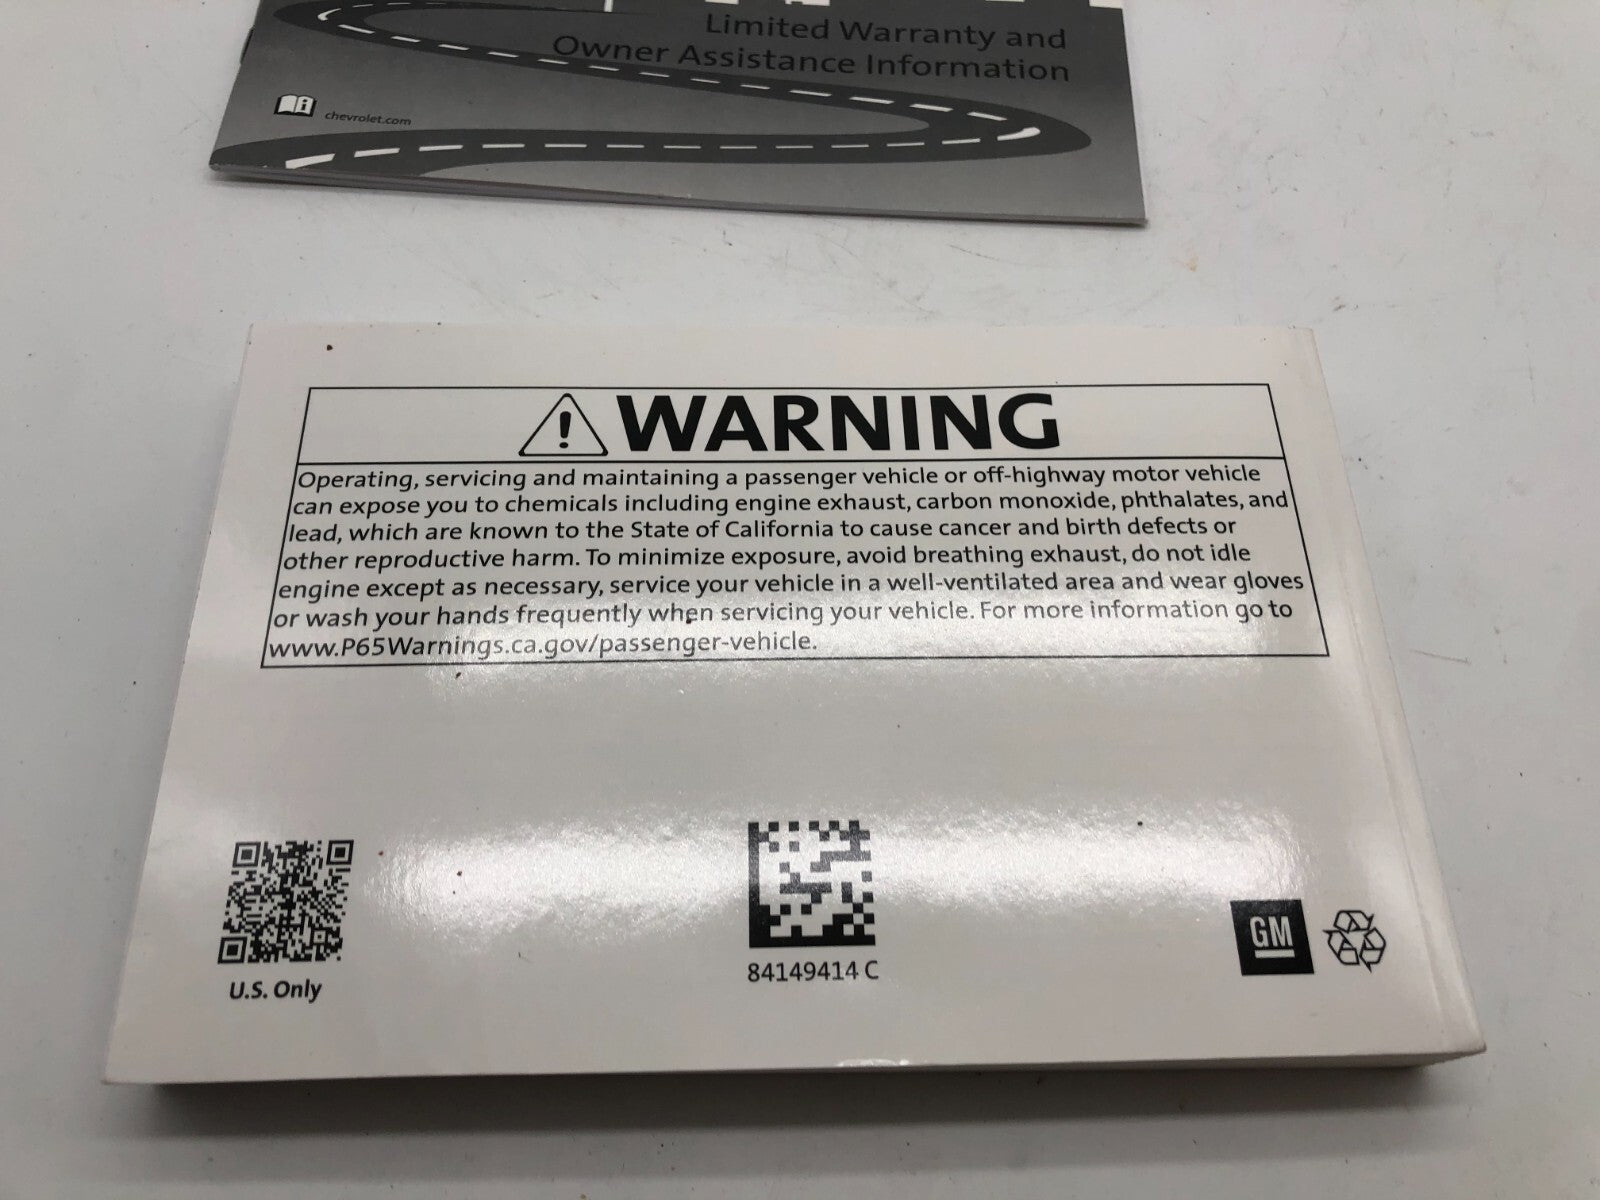 Limited Warranty and
Owner Assistance Information
chevrolet.com
WARNING
Operating, servicing and maintaining a passenger vehicle or off-highway motor vehicle
can expose you to chemicals including engine exhaust, carbon monoxide, phthalates, and
lead, which are known to the State of California to cause cancer and birth defects or
other reproductive harm. To minimize exposure, avoid breathing exhaust, do not idle
engine except as necessary, service your vehicle in a well-ventilated area and wear gloves
or wash your hands frequently when servicing your vehicle. For more information go to
www.P65Warnings.ca.gov/passenger-vehicle.
U.S. Only
84149414 C
GM